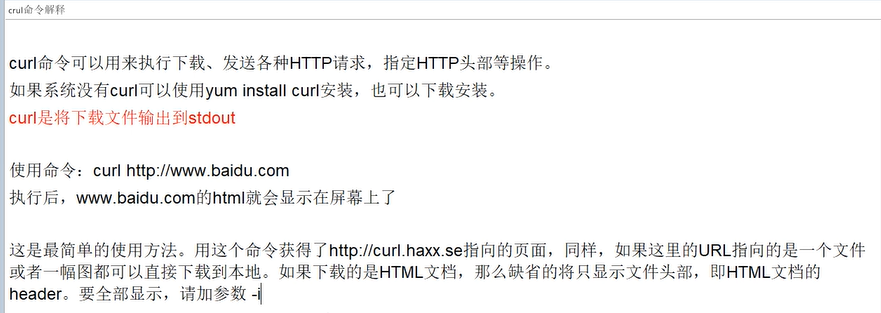 crul命令解释
curl命令可以用来执行下载、发送各种HTTP请求，指定HTTP头部等操作。
如果系统没有curl可以使用yum install curl安装，也可以下载安装。
curl是将下载文件输出到stdout
使用命令：curl http://www.baidu.com
执行后，www.baidu.com的html就会显示在屏幕上了
这是最简单的使用方法。用这个命令获得了http://curl.haxx.se指向的页面，同样，如果这里的URL指向的是一个文件
或者一幅图都可以直接下载到本地。如果下载的是HTML文档，那么缺省的将只显示文件头部，即HTML文档的
header。要全部显示，请加参数 -i